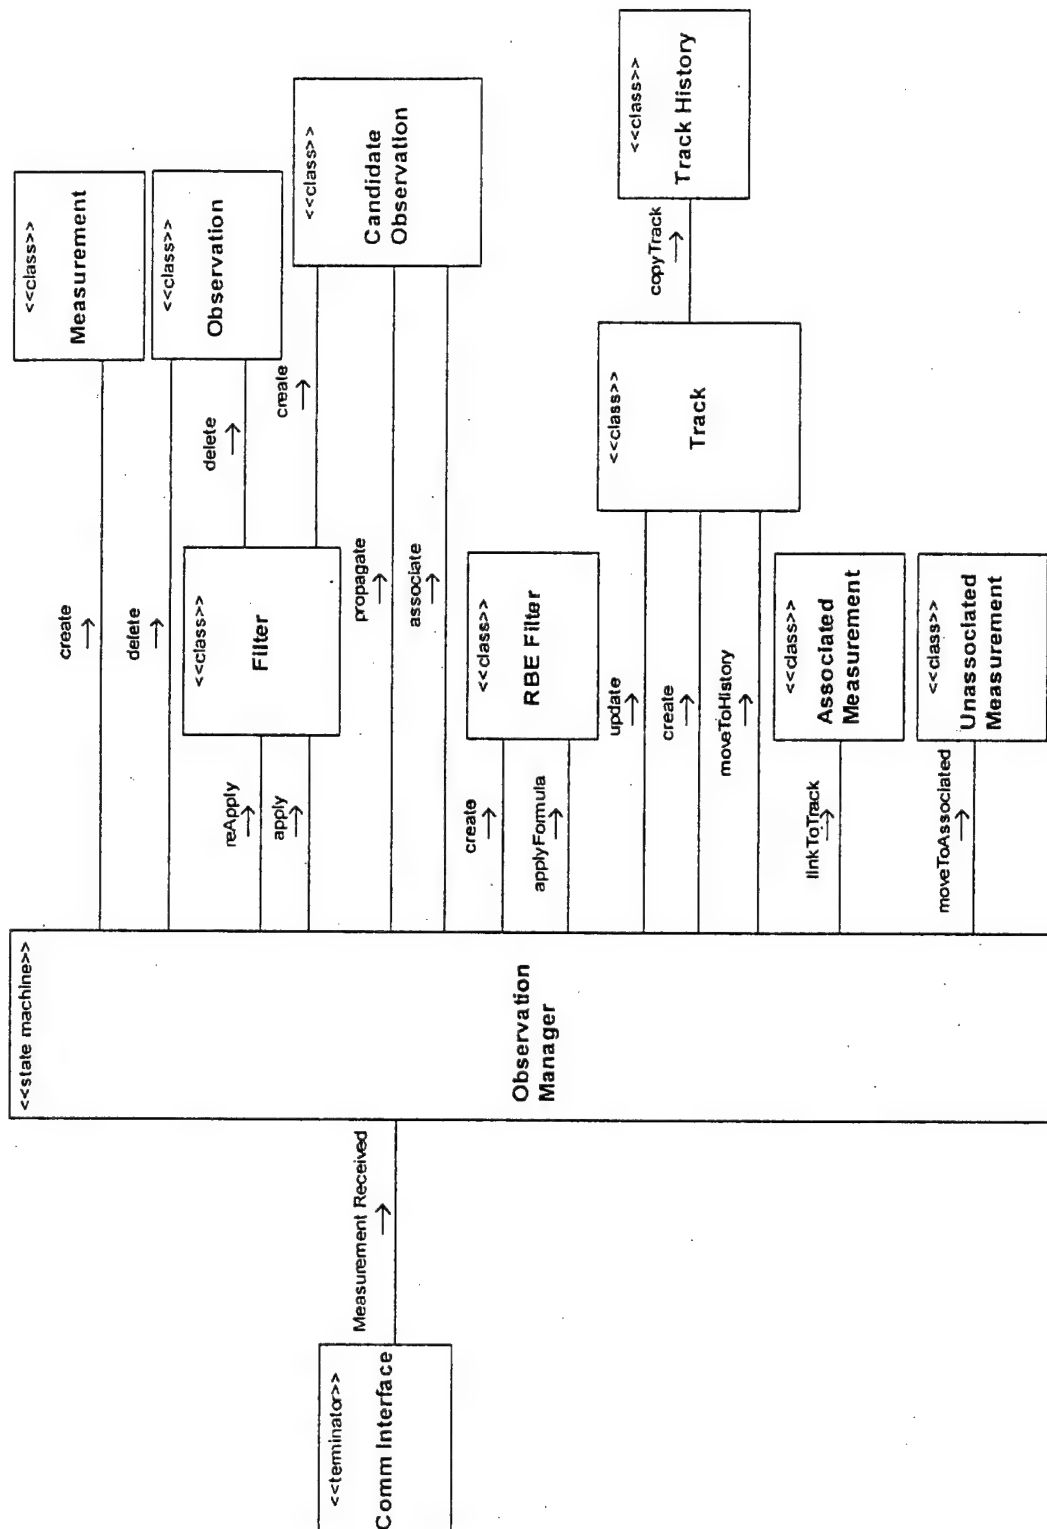 <<terminator>>
Comm Interface
Measurement Received
<<state machine>>
Observation
Manager
create
<<class>>
Measurement
delete
<<class>>
Observation
reApply
apply
<<class>>
Filter
delete
create
<<class>>
Candidate
Observation
propagate
associate
create
applyFormula
<<class>>
RBE Filter
update
create
moveToHistory
<<class>>
Track
copyTrack
<<class>>
Track History
linkToTrack
<<class>>
Associated
Measurement
moveToAssociated
<<class>>
Unassociated
Measurement